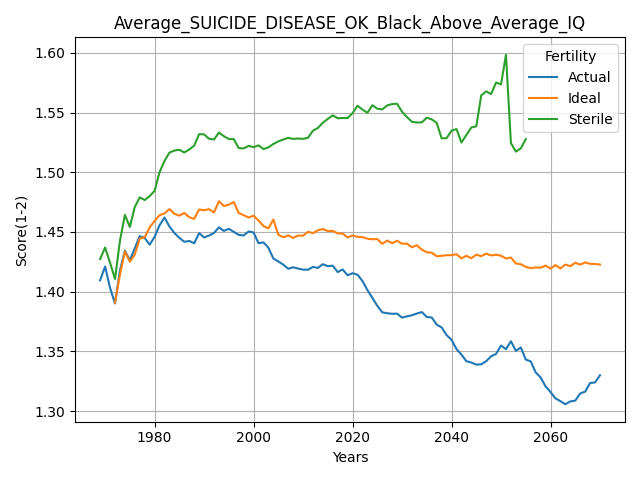 Average_SUICIDE_DISEASE_OK_Black_Above_Average_IQ
Score(1-2)
1.60
1.55
1.50
1.45
1.40
1.35
1.30
Fertility
Actual
Ideal
Sterile
1980 2000 2020 2040 2060
Years